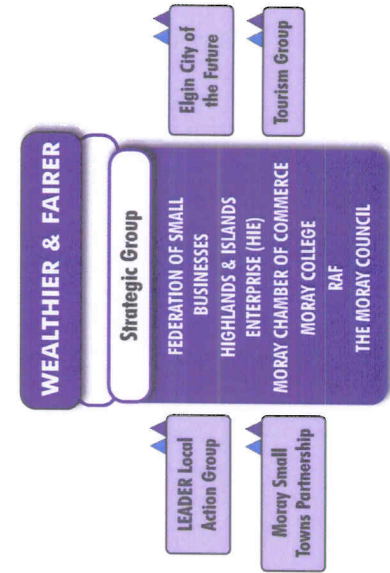 WEALTHIER & FAIRER
Strategic Group
FEDERATION OF SMALL
BUSINESSES
HIGHLANDS & ISLANDS
ENTERPRISE (HIE)
MORAY CHAMBER OF COMMERCE
MORAY COLLEGE
RAF
THE MORAY COUNCIL
LEADER Local
Action Group
Moray Small
Towns Partnership
Elgin City of
the Future
Tourism Group